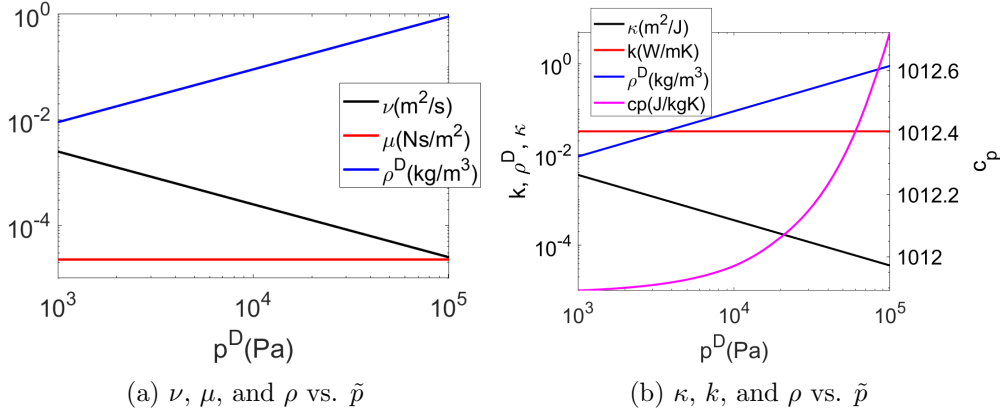 10^0
10^-2
10^-4
10^3
10^4
10^5
p^D(Pa)
ν(m^2/s)
μ(Ns/m^2)
ρ^D(kg/m^3)
(a) ν, μ, and ρ vs. p̃
κ(m^2/J)
k(W/mK)
ρ^D(kg/m^3)
cp(J/kgK)
k, ρ^D, κ
10^0
10^-2
10^-4
10^3
10^4
10^5
p^D(Pa)
1012.6
1012.4
1012.2
1012
c_p
(b) κ, k, and ρ vs. p̃